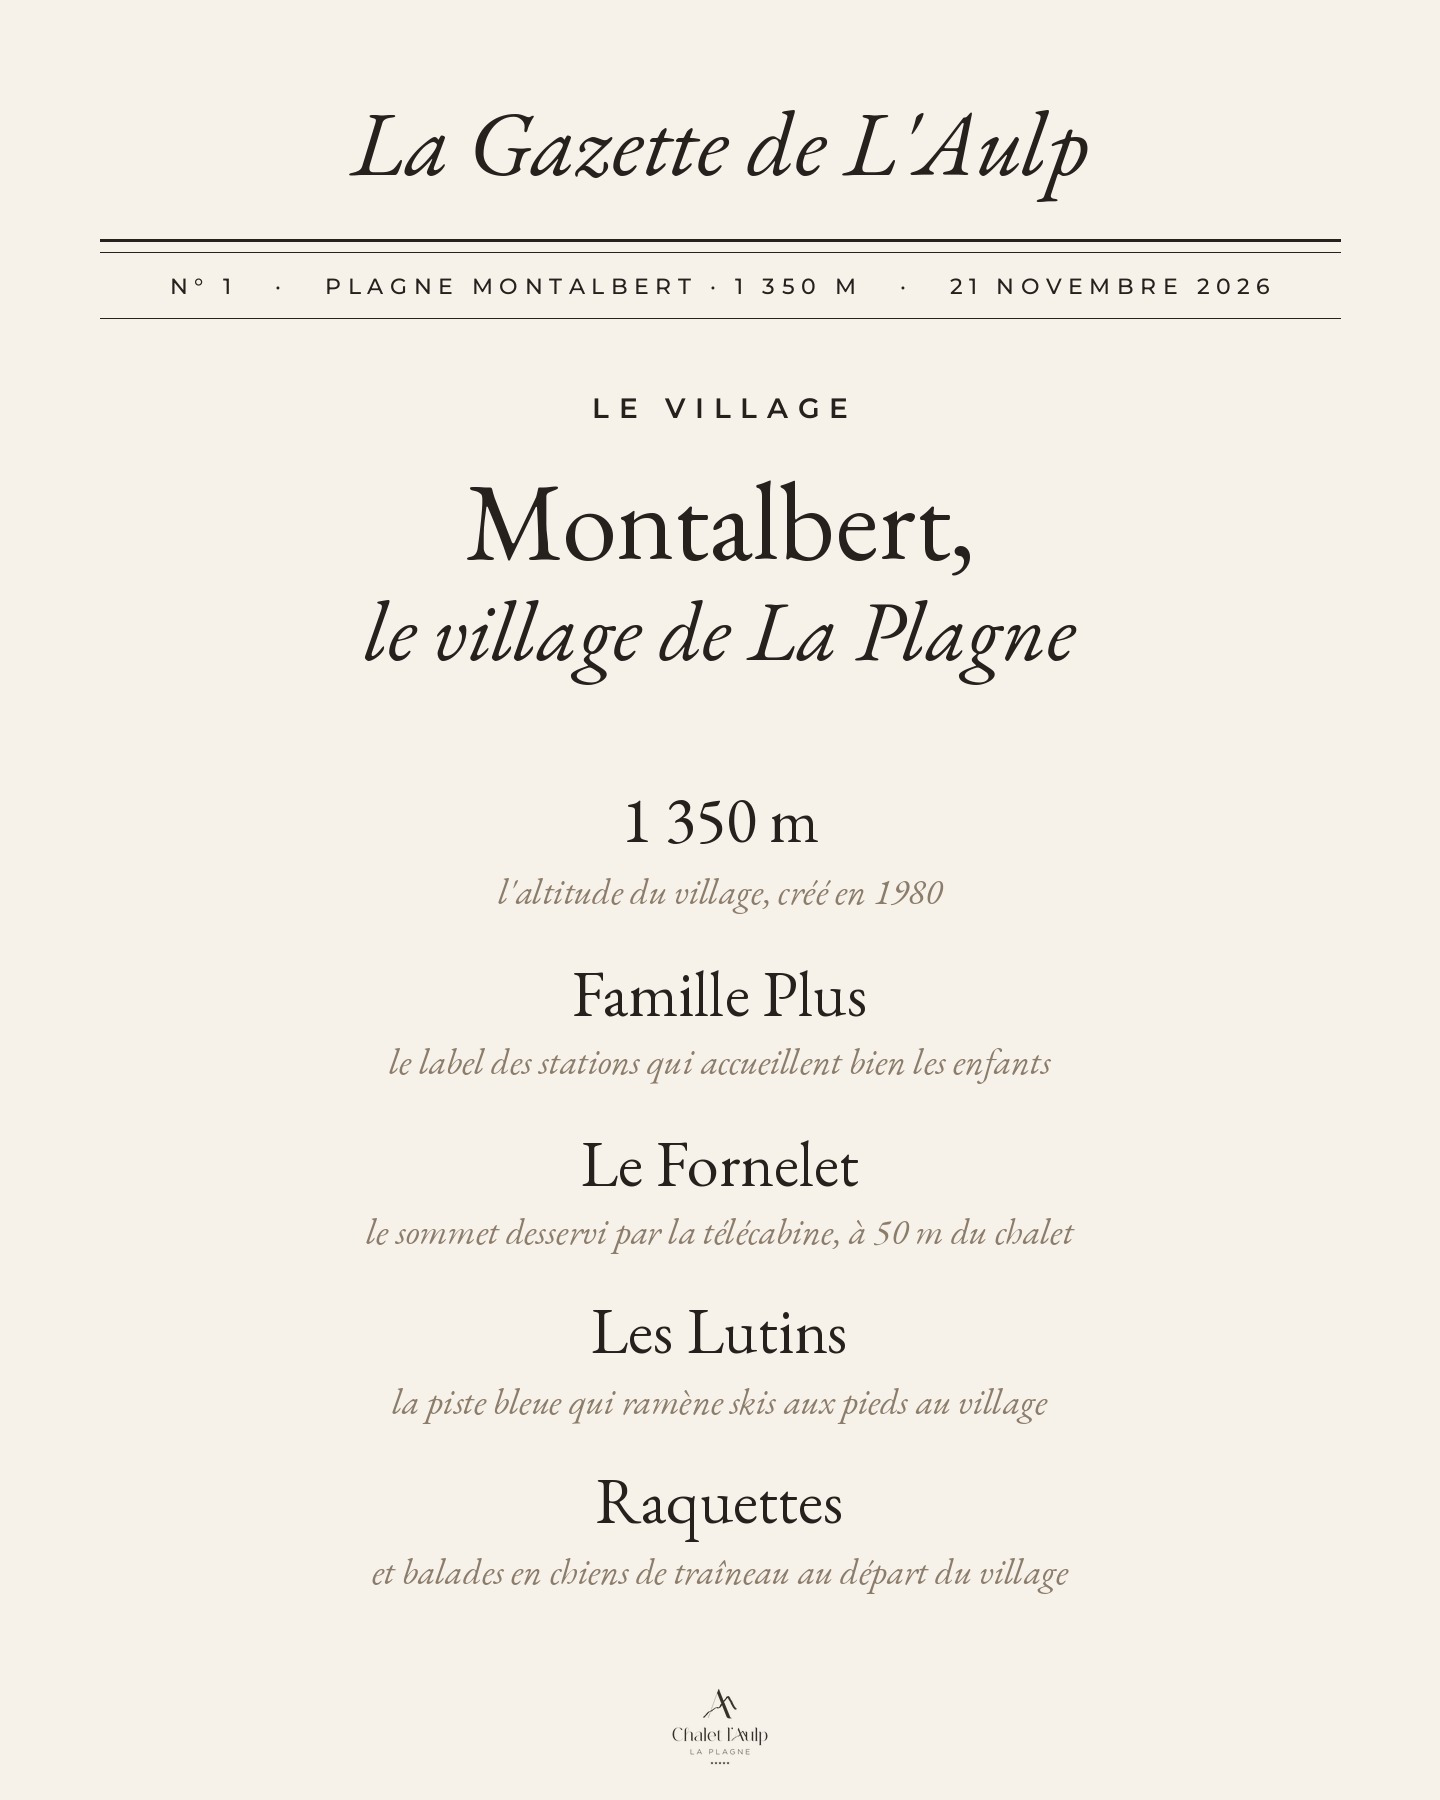 La Gazette de L'Aulp
N° 1 · PLAGNE MONTALBERT · 1 350 M · 21 NOVEMBRE 2026
LE VILLAGE
Montalbert,
le village de La Plagne
1 350 m
l'altitude du village, créé en 1980
Famille Plus
le label des stations qui accueillent bien les enfants
Le Fornelet
le sommet desservi par la télécabine, à 50 m du chalet
Les Lutins
la piste bleue qui ramène skis aux pieds au village
Raquettes
et balades en chiens de traîneau au départ du village
Chalet l'Aulp
LA PLAGNE